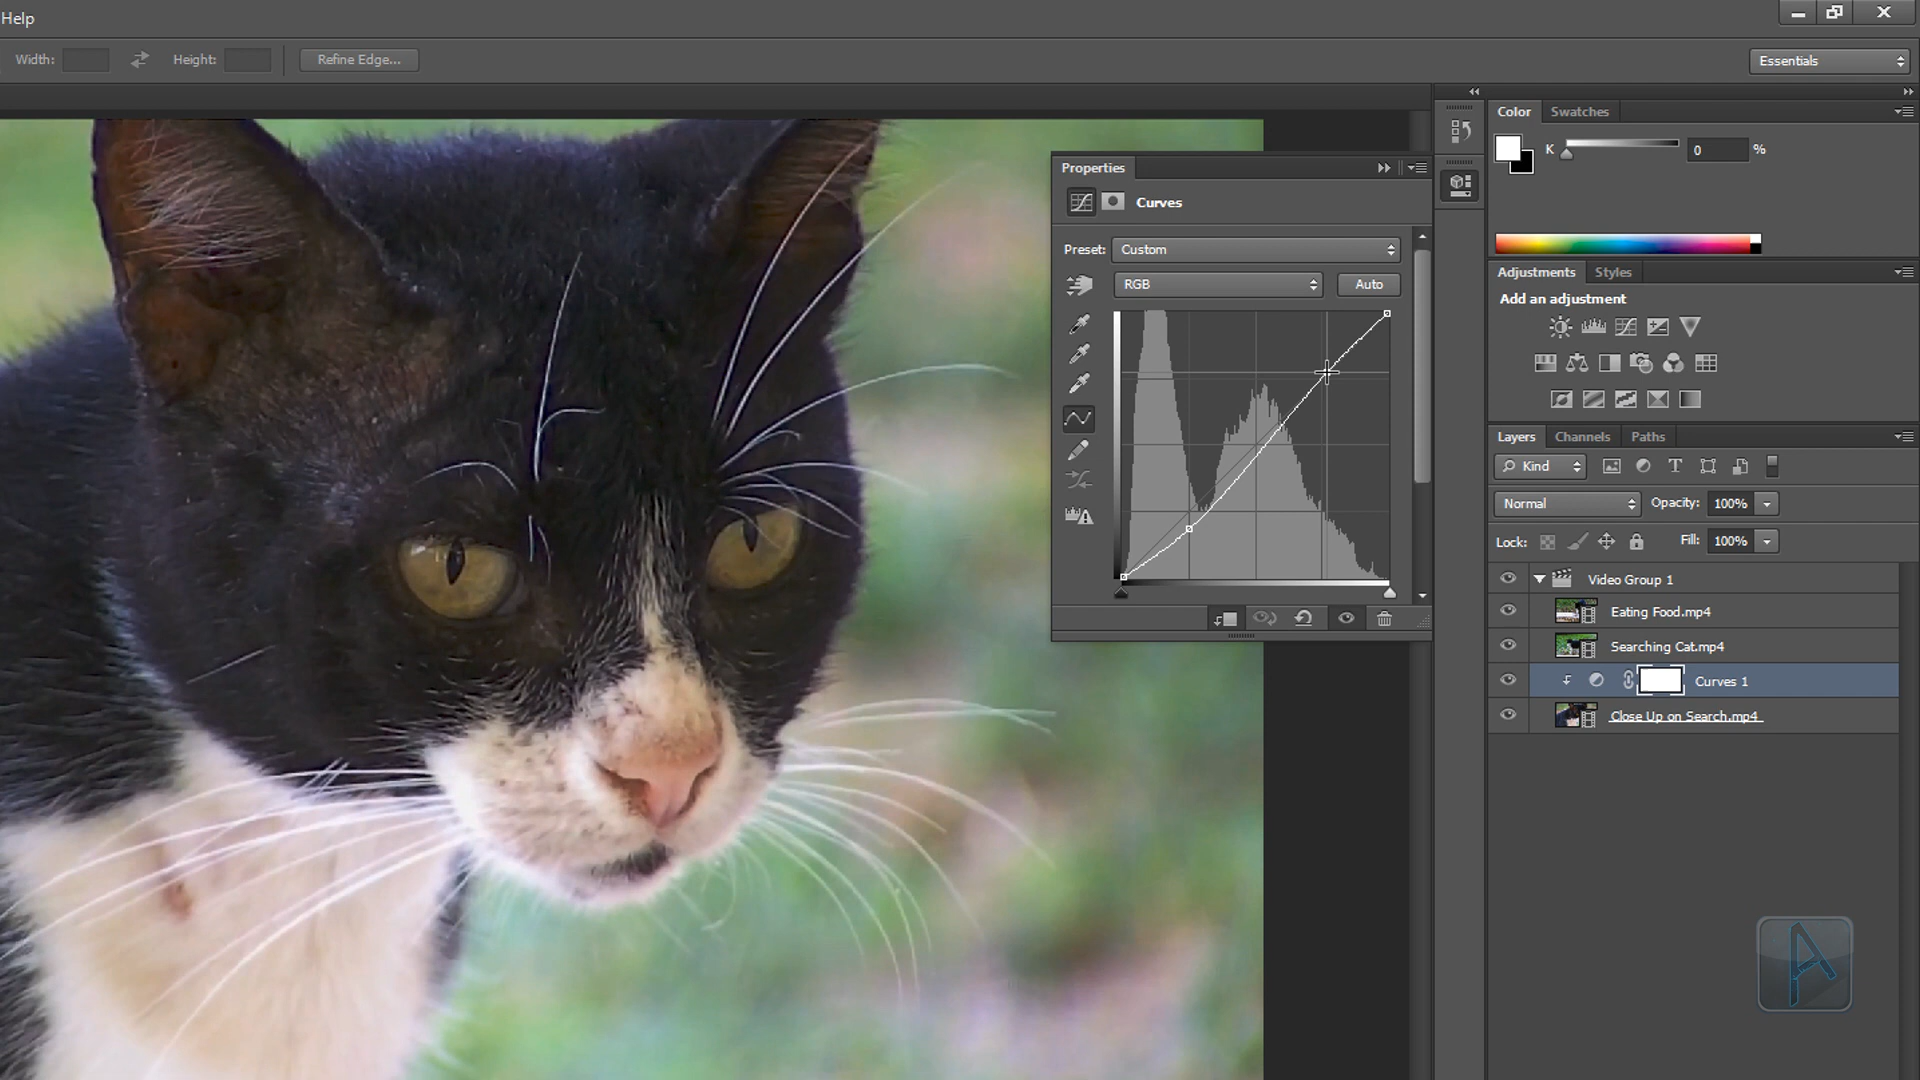 Help
Width:
Height:
Refine Edge...
Essentials
Color
Swatches
K
0
%
Properties
Curves
Preset:
Custom
RGB
Auto
Adjustments
Styles
Add an adjustment
Layers
Channels
Paths
Kind
Normal
Opacity:
100%
Lock:
Fill:
100%
Video Group 1
Eating Food.mp4
Searching Cat.mp4
Curves 1
Close Up on Search.mp4